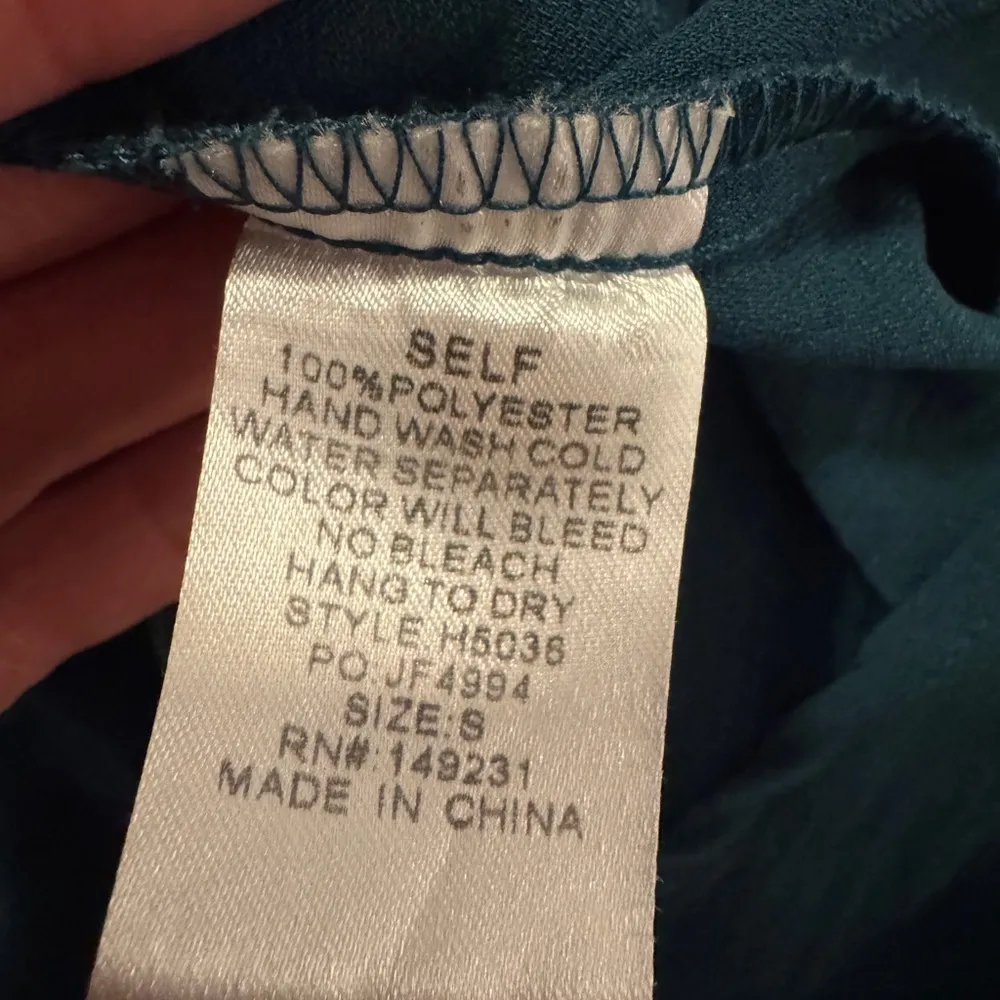 SELF
100%POLYESTER
HAND WASH COLD
WATER SEPARATELY
COLOR WILL BLEED
NO BLEACH
HANG TO DRY
STYLE H5036
PO.JF4994
SIZE:S
RN#:149231
MADE IN CHINA